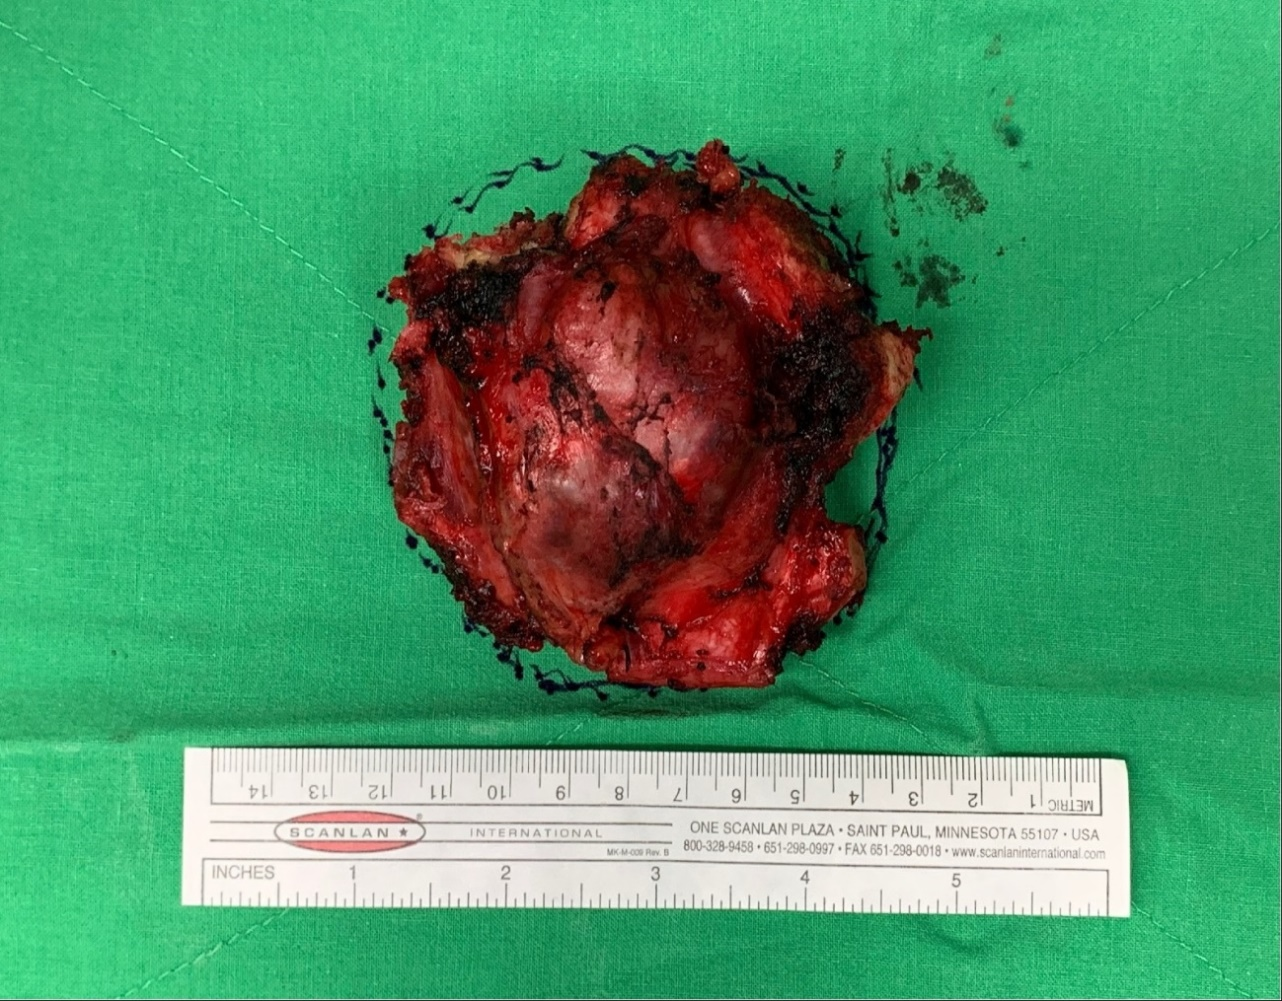 14 13 12 11 10 9 8 7 6 5 4 3 2 1 METRIC
SCANLAN ★ ®
INTERNATIONAL
MK-M-009 Rev. B
ONE SCANLAN PLAZA • SAINT PAUL, MINNESOTA 55107 • USA
800-328-9458 • 651-298-0997 • FAX 651-298-0018 • www.scanlaninternational.com
INCHES 1 2 3 4 5